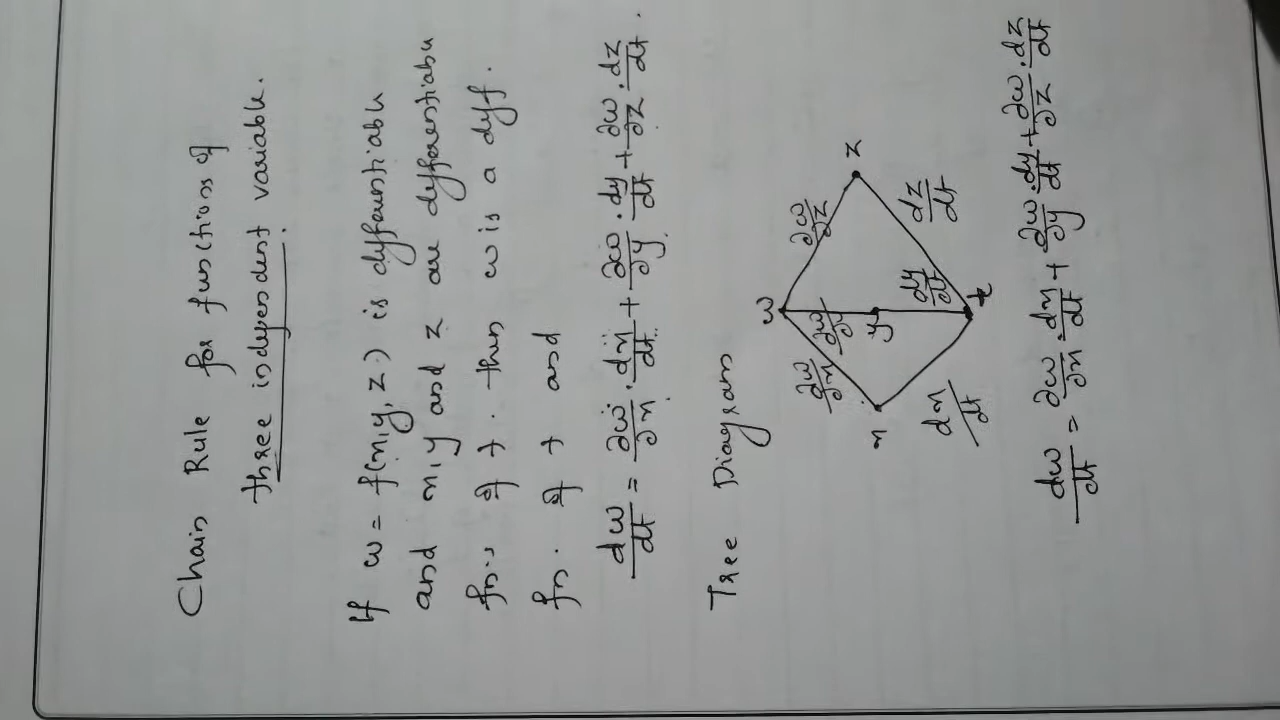 Chain Rule for functions of
three independent variable.
If w = f(x,y,z) is differentiable
and x,y and z are differentiable
fn.s of t. then w is a diff.
fn. of t and
dw/dt = ∂w/∂x · dx/dt + ∂w/∂y · dy/dt + ∂w/∂z · dz/dt .
Tree Diagram
w
∂w/∂x ∂w/∂y ∂w/∂z
x y z
dx/dt dy/dt dz/dt
t
dw/dt = ∂w/∂x · dx/dt + ∂w/∂y · dy/dt + ∂w/∂z · dz/dt